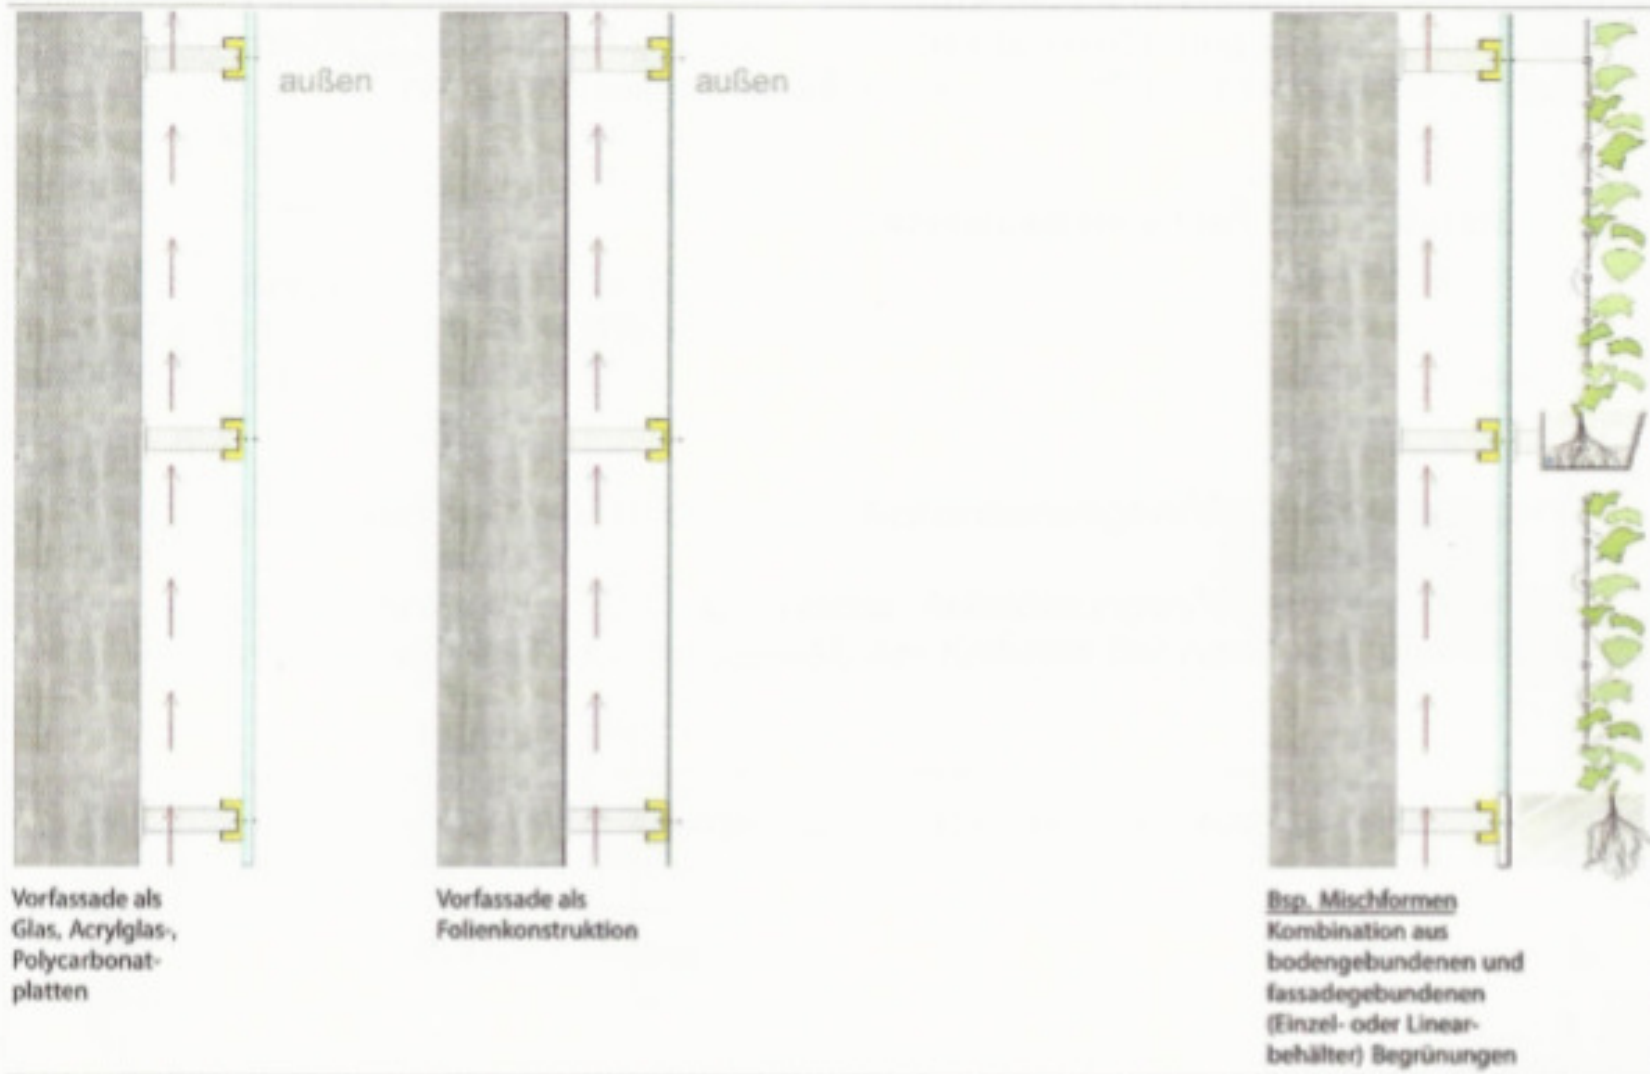 außen
außen
Vorfassade als
Glas, Acrylglas-,
Polycarbonat-
platten
Vorfassade als
Folienkonstruktion
Bsp. Mischformen
Kombination aus
bodengebundenen und
fassadegebundenen
(Einzel- oder Linear-
behälter) Begrünungen